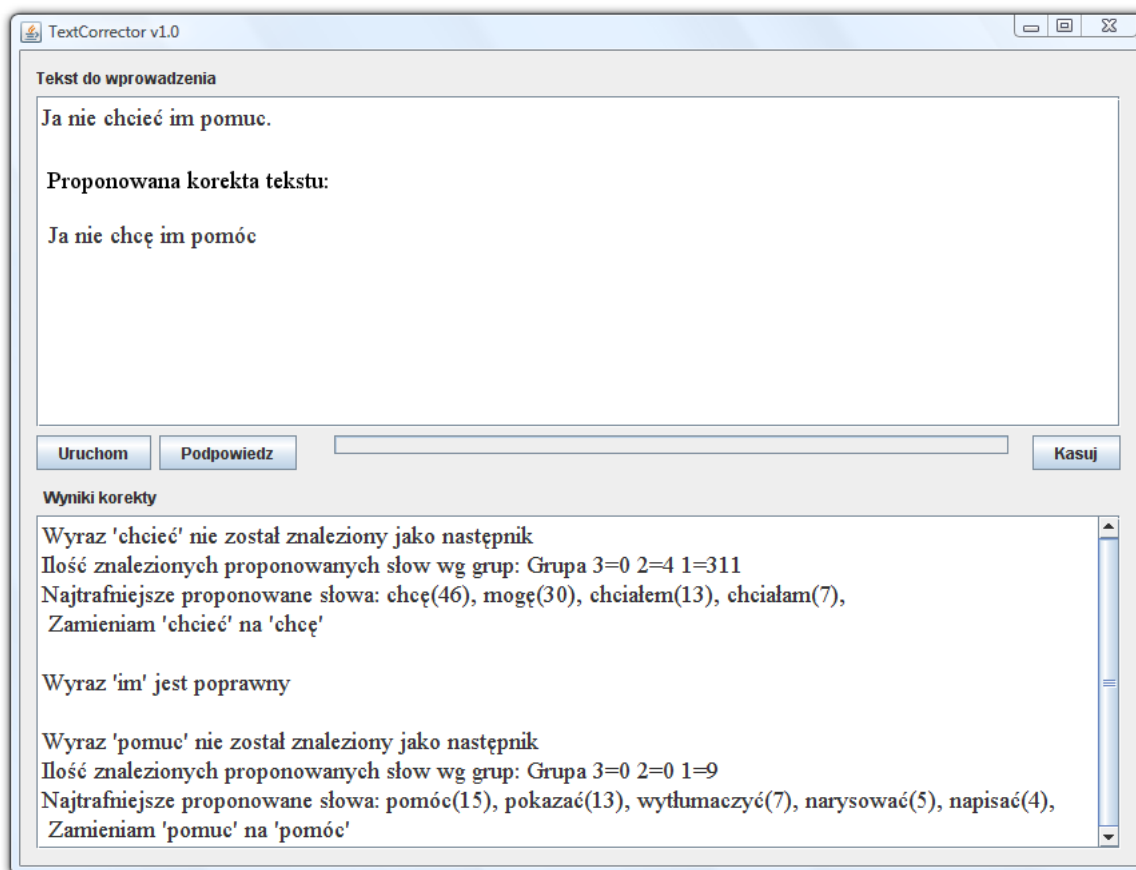 TextCorrector v1.0
Tekst do wprowadzenia
Ja nie chcieć im pomuc.
Proponowana korekta tekstu:
Ja nie chcę im pomóc
Uruchom Podpowiedz Kasuj
Wyniki korekty
Wyraz 'chcieć' nie został znaleziony jako następnik
Ilość znalezionych proponowanych słow wg grup: Grupa 3=0 2=4 1=311
Najtrafniejsze proponowane słowa: chcę(46), mogę(30), chciałem(13), chciałam(7),
Zamieniam 'chcieć' na 'chcę'
Wyraz 'im' jest poprawny
Wyraz 'pomuc' nie został znaleziony jako następnik
Ilość znalezionych proponowanych słow wg grup: Grupa 3=0 2=0 1=9
Najtrafniejsze proponowane słowa: pomóc(15), pokazać(13), wytłumaczyć(7), narysować(5), napisać(4),
Zamieniam 'pomuc' na 'pomóc'